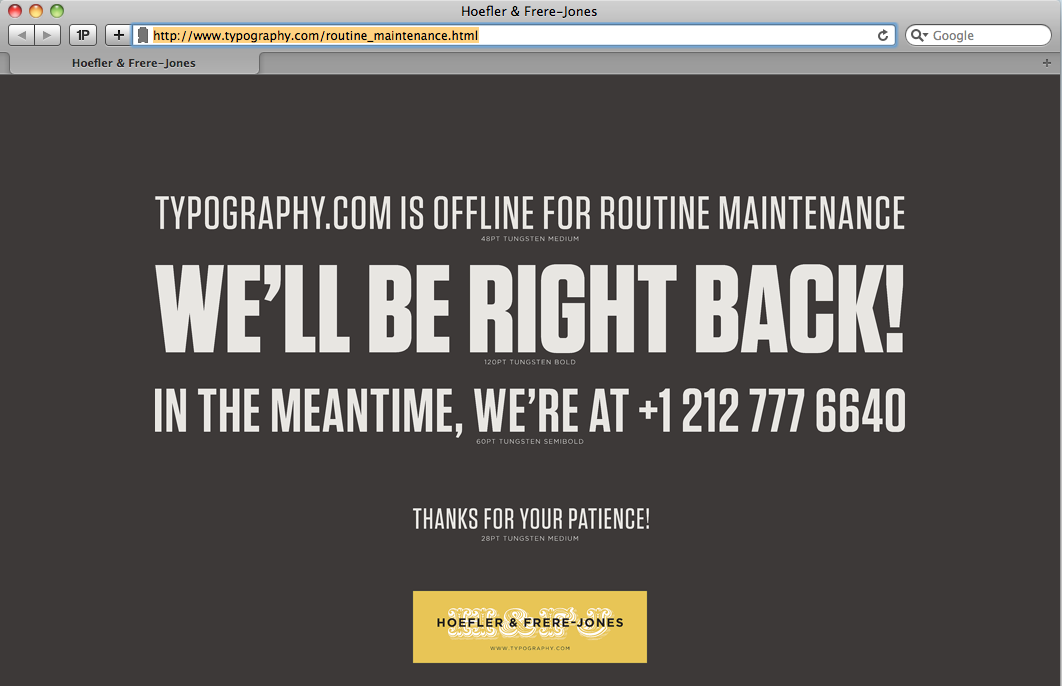 Hoefler & Frere-Jones
1P
+
http://www.typography.com/routine_maintenance.html
Google
Hoefler & Frere-Jones
+
TYPOGRAPHY.COM IS OFFLINE FOR ROUTINE MAINTENANCE
48PT TUNGSTEN MEDIUM
WE'LL BE RIGHT BACK!
120PT TUNGSTEN BOLD
IN THE MEANTIME, WE'RE AT +1 212 777 6640
60PT TUNGSTEN SEMIBOLD
THANKS FOR YOUR PATIENCE!
28PT TUNGSTEN MEDIUM
H&FJ
HOEFLER & FRERE-JONES
WWW.TYPOGRAPHY.COM